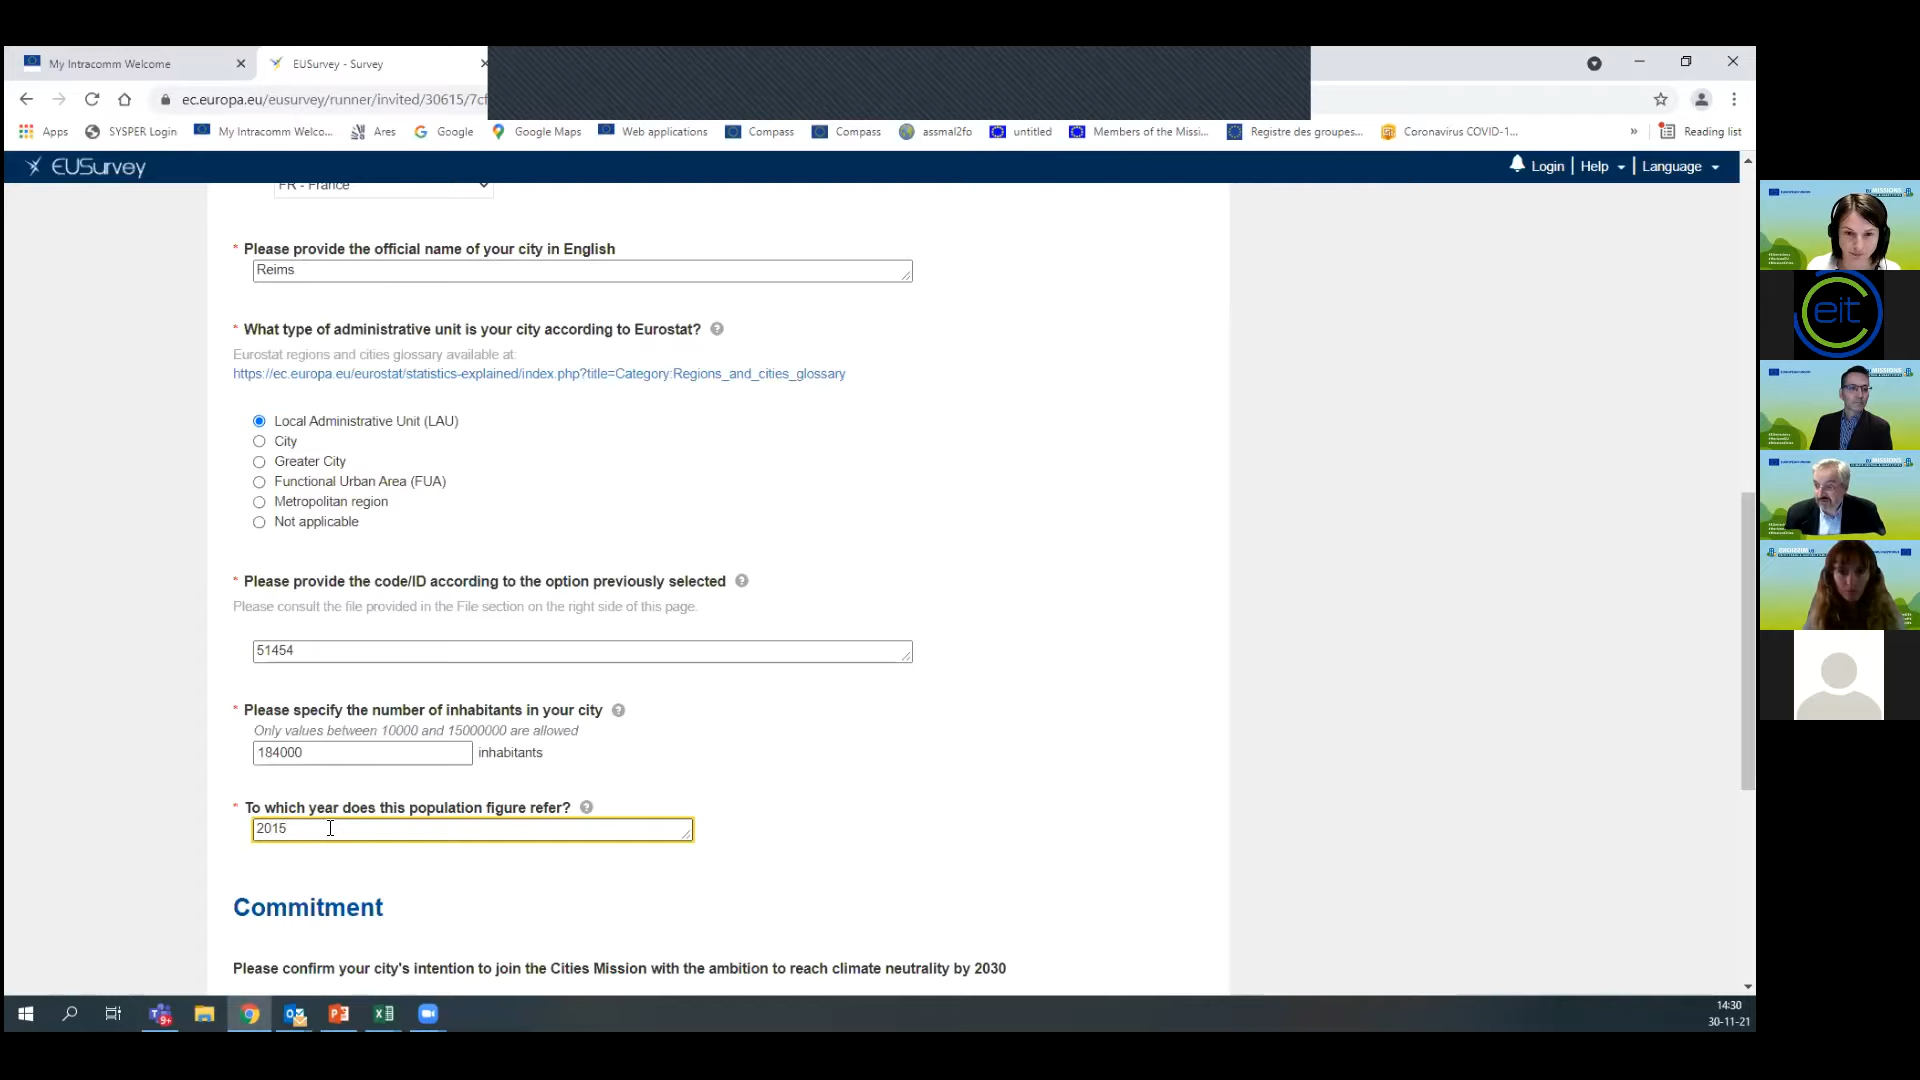 My Intracomm Welcome
EUSurvey - Survey
ec.europa.eu/eusurvey/runner/invited/30615/7cf
Apps
SYSPER Login
My Intracomm Welco...
Ares
Google
Google Maps
Web applications
Compass
Compass
assmal2fo
untitled
Members of the Missi...
Registre des groupes...
Coronavirus COVID-1...
»
Reading list
EUSurvey
Login
Help
Language
FR - France
* Please provide the official name of your city in English
Reims
* What type of administrative unit is your city according to Eurostat?
Eurostat regions and cities glossary available at:
https://ec.europa.eu/eurostat/statistics-explained/index.php?title=Category:Regions_and_cities_glossary
Local Administrative Unit (LAU)
City
Greater City
Functional Urban Area (FUA)
Metropolitan region
Not applicable
* Please provide the code/ID according to the option previously selected
Please consult the file provided in the File section on the right side of this page.
51454
* Please specify the number of inhabitants in your city
Only values between 10000 and 15000000 are allowed
184000 inhabitants
* To which year does this population figure refer?
2015
Commitment
Please confirm your city's intention to join the Cities Mission with the ambition to reach climate neutrality by 2030
14:30
30-11-21
eit